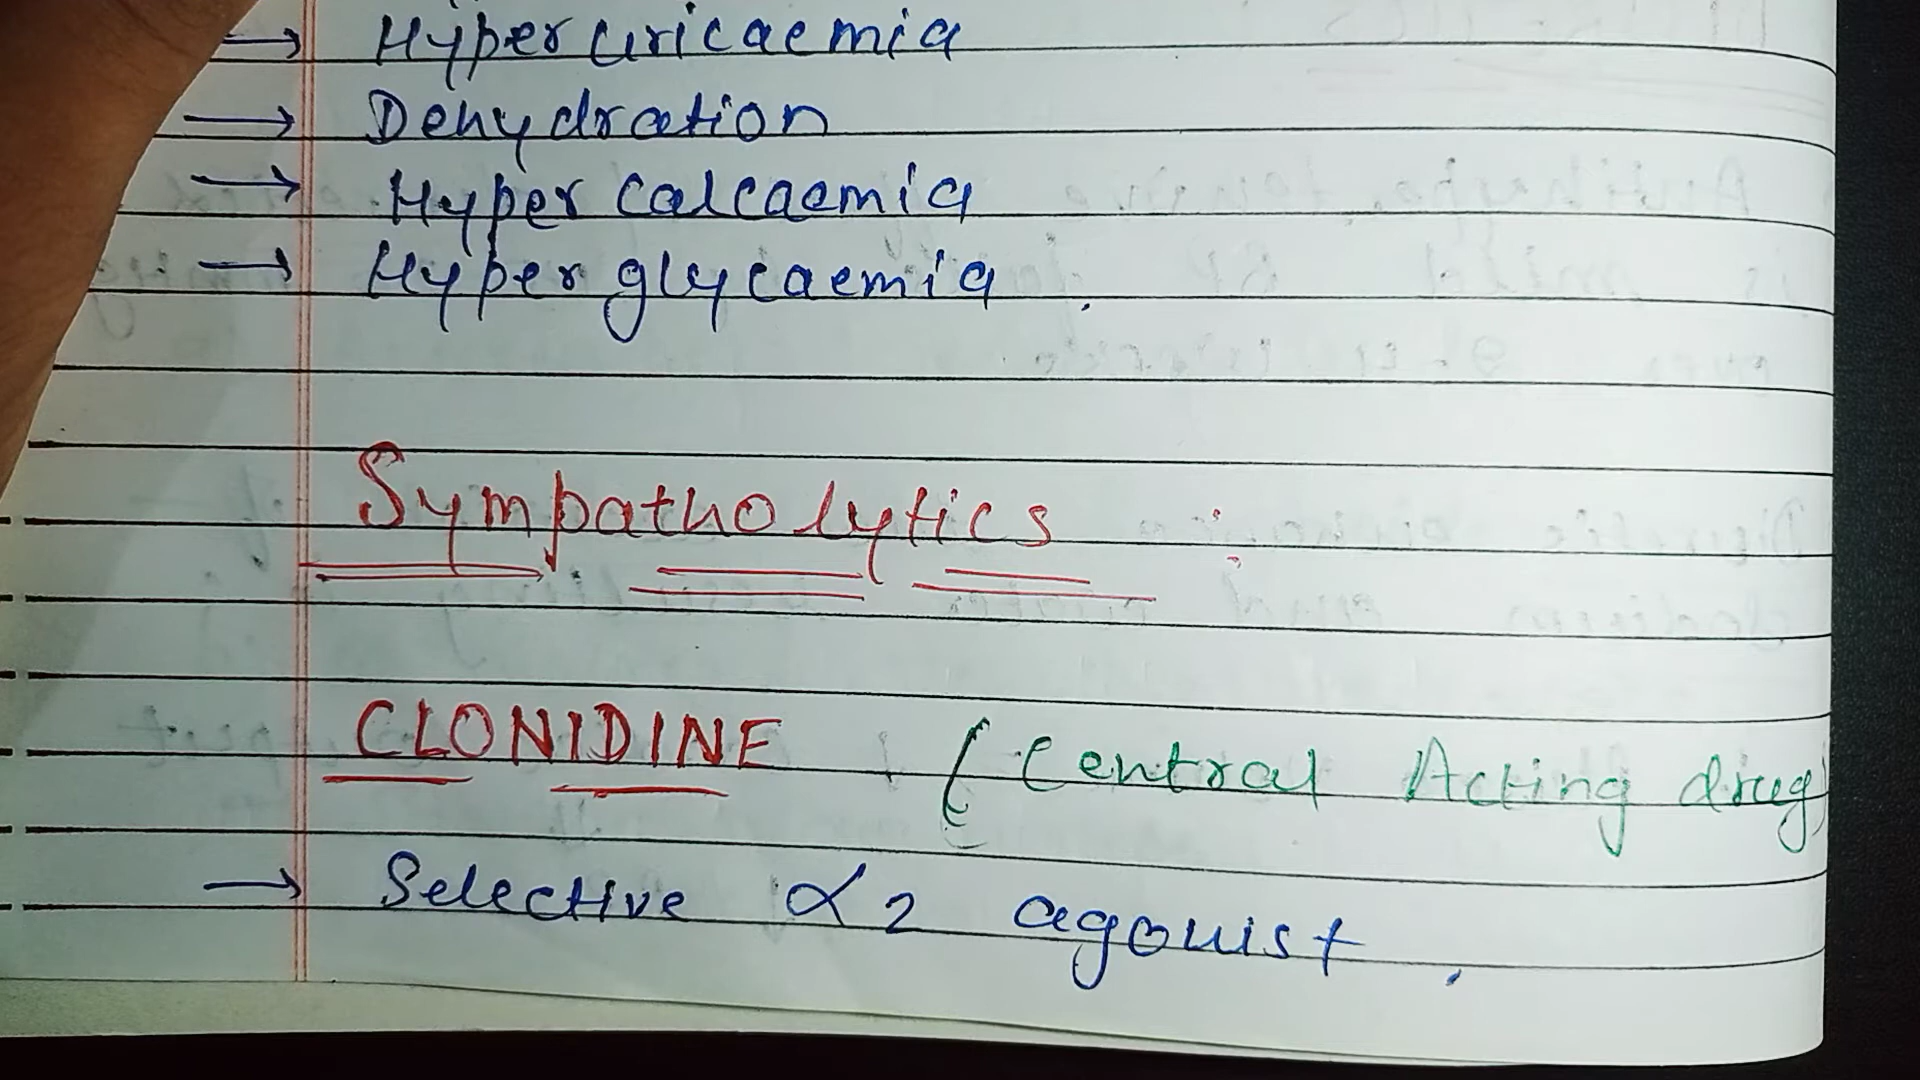 → Hyperuricaemia
→ Dehydration
→ Hypercalcaemia
→ Hyperglycaemia.
Sympatholytics :
CLONIDINE (Central Acting drug)
→ Selective α2 agonist.